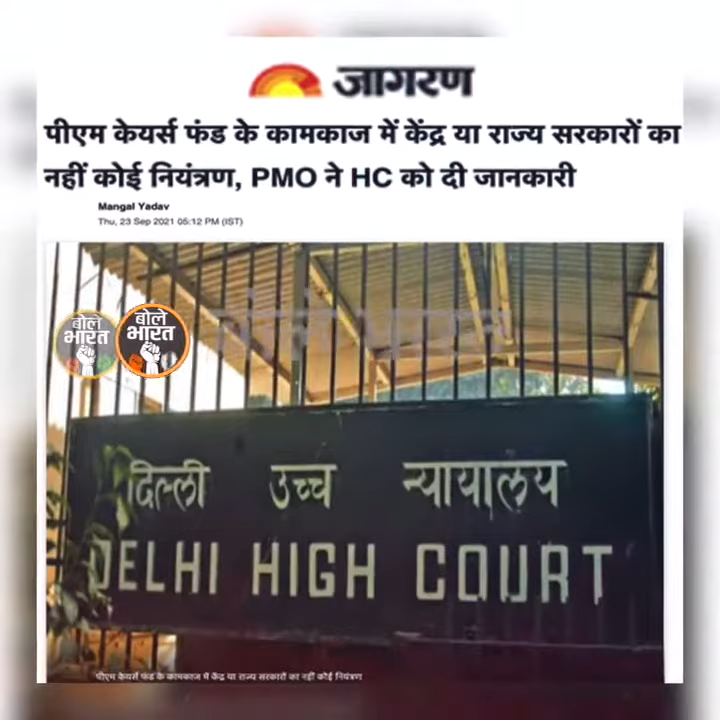 जागरण
पीएम केयर्स फंड के कामकाज में केंद्र या राज्य सरकारों का
नहीं कोई नियंत्रण, PMO ने HC को दी जानकारी
Mangal Yadav
Thu, 23 Sep 2021 05:12 PM (IST)
बोले
भारत
बोले
भारत
दिल्ली उच्च न्यायालय
DELHI HIGH COURT
पीएम केयर्स फंड के कामकाज में केंद्र या राज्य सरकारों का नहीं कोई नियंत्रण